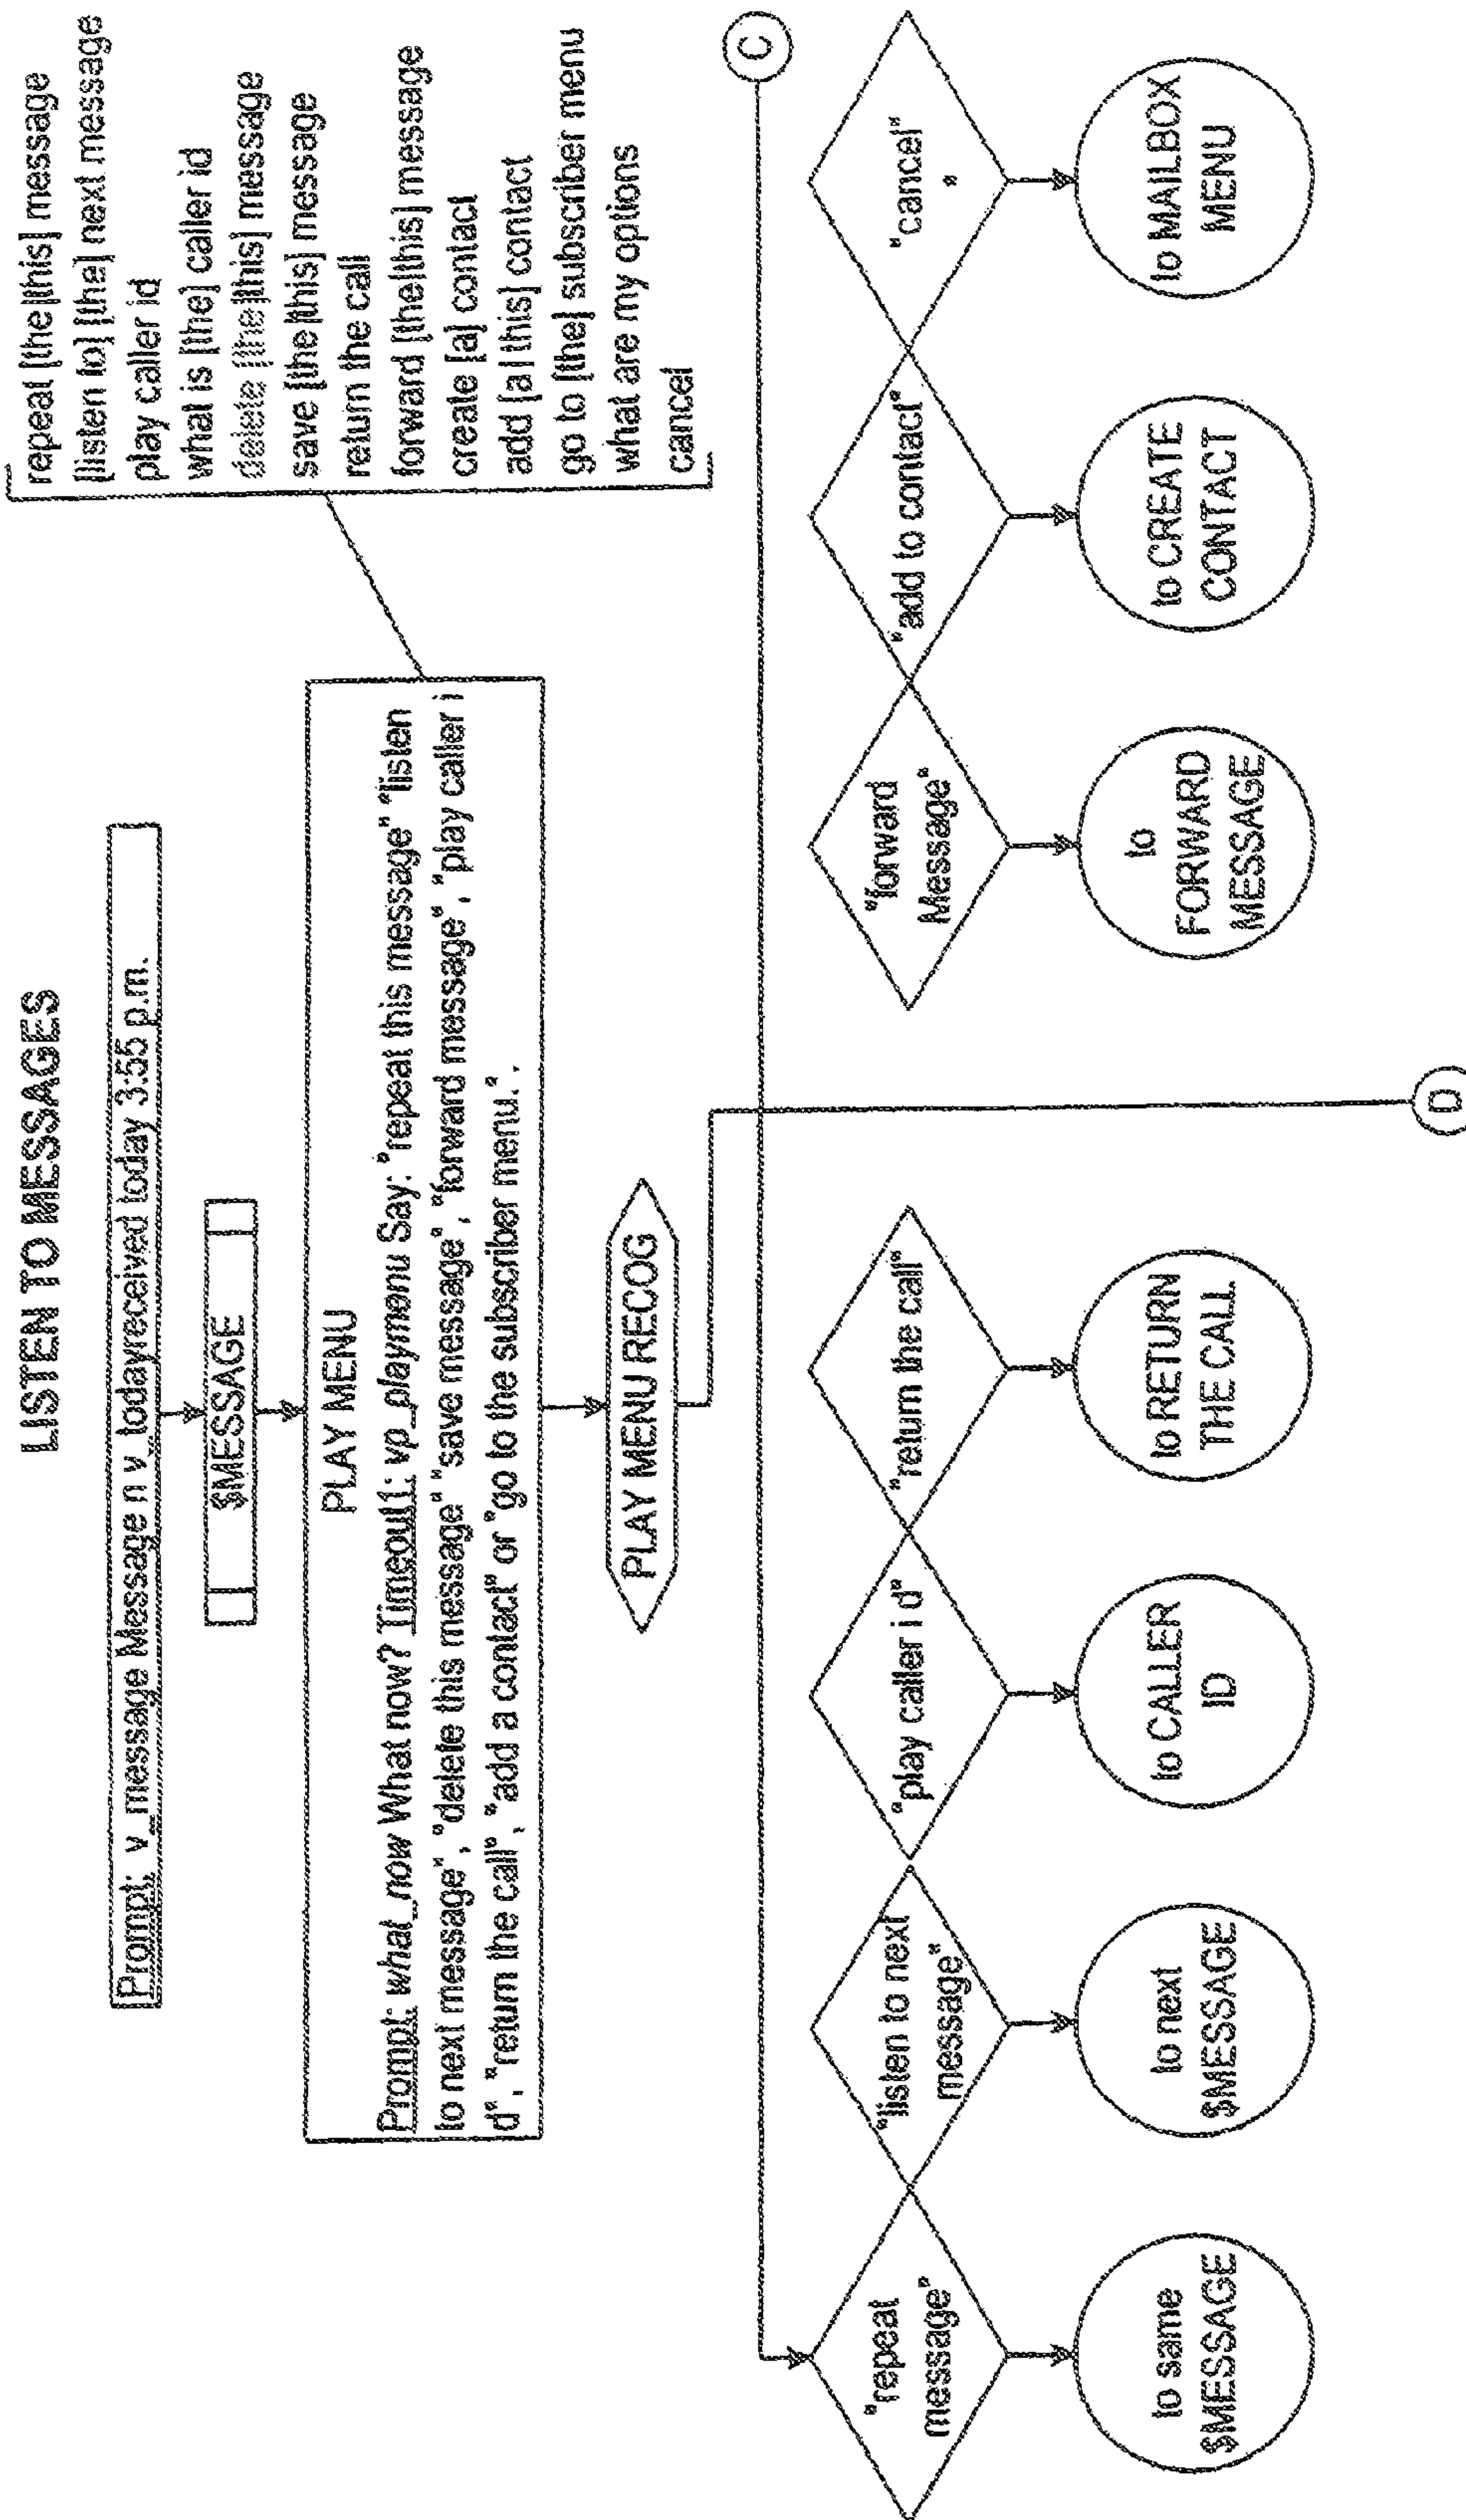 LISTEN TO MESSAGES
Prompt: v_message Message n v_todayreceived today 3:55 p.m.
$MESSAGE
PLAY MENU
Prompt: what_now What now? Timeout1: vp_playmenu Say: "repeat this message" "listen
to next message", "delete this message" "save message", "forward message", "play caller i
d", "return the call", "add a contact" or "go to the subscriber menu.".
repeat [the|this] message
[listen to] [the] next message
play caller id
what is [the] caller id
delete [the|this] message
save [the|this] message
return the call
forward [the|this] message
create [a] contact
add [a|this] contact
go to [the] subscriber menu
what are my options
cancel
PLAY MENU RECOG
C
"repeat
message"
"listen to next
message"
"play caller i d"
"return the call"
"forward
Message"
"add to contact"
"cancel"
"
to same
$MESSAGE
to next
$MESSAGE
to CALLER
ID
to RETURN
THE CALL
to
FORWARD
MESSAGE
to CREATE
CONTACT
to MAILBOX
MENU
D